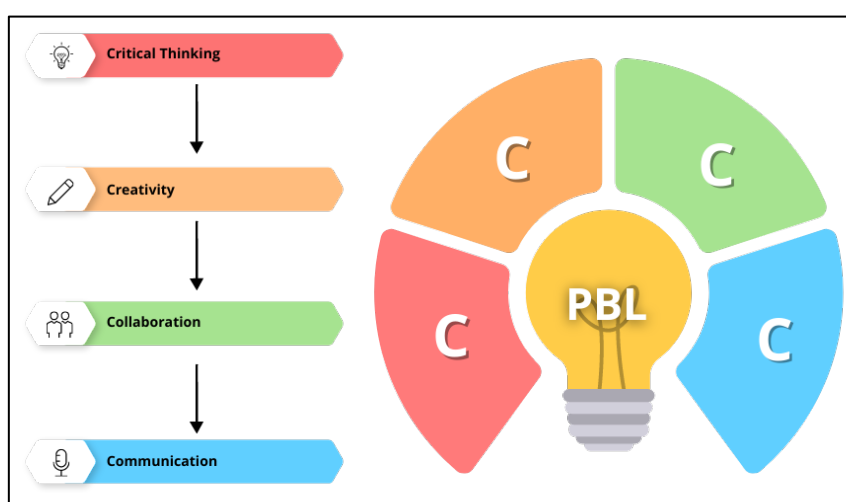 Critical Thinking
Creativity
Collaboration
Communication
C
C
C
C
PBL